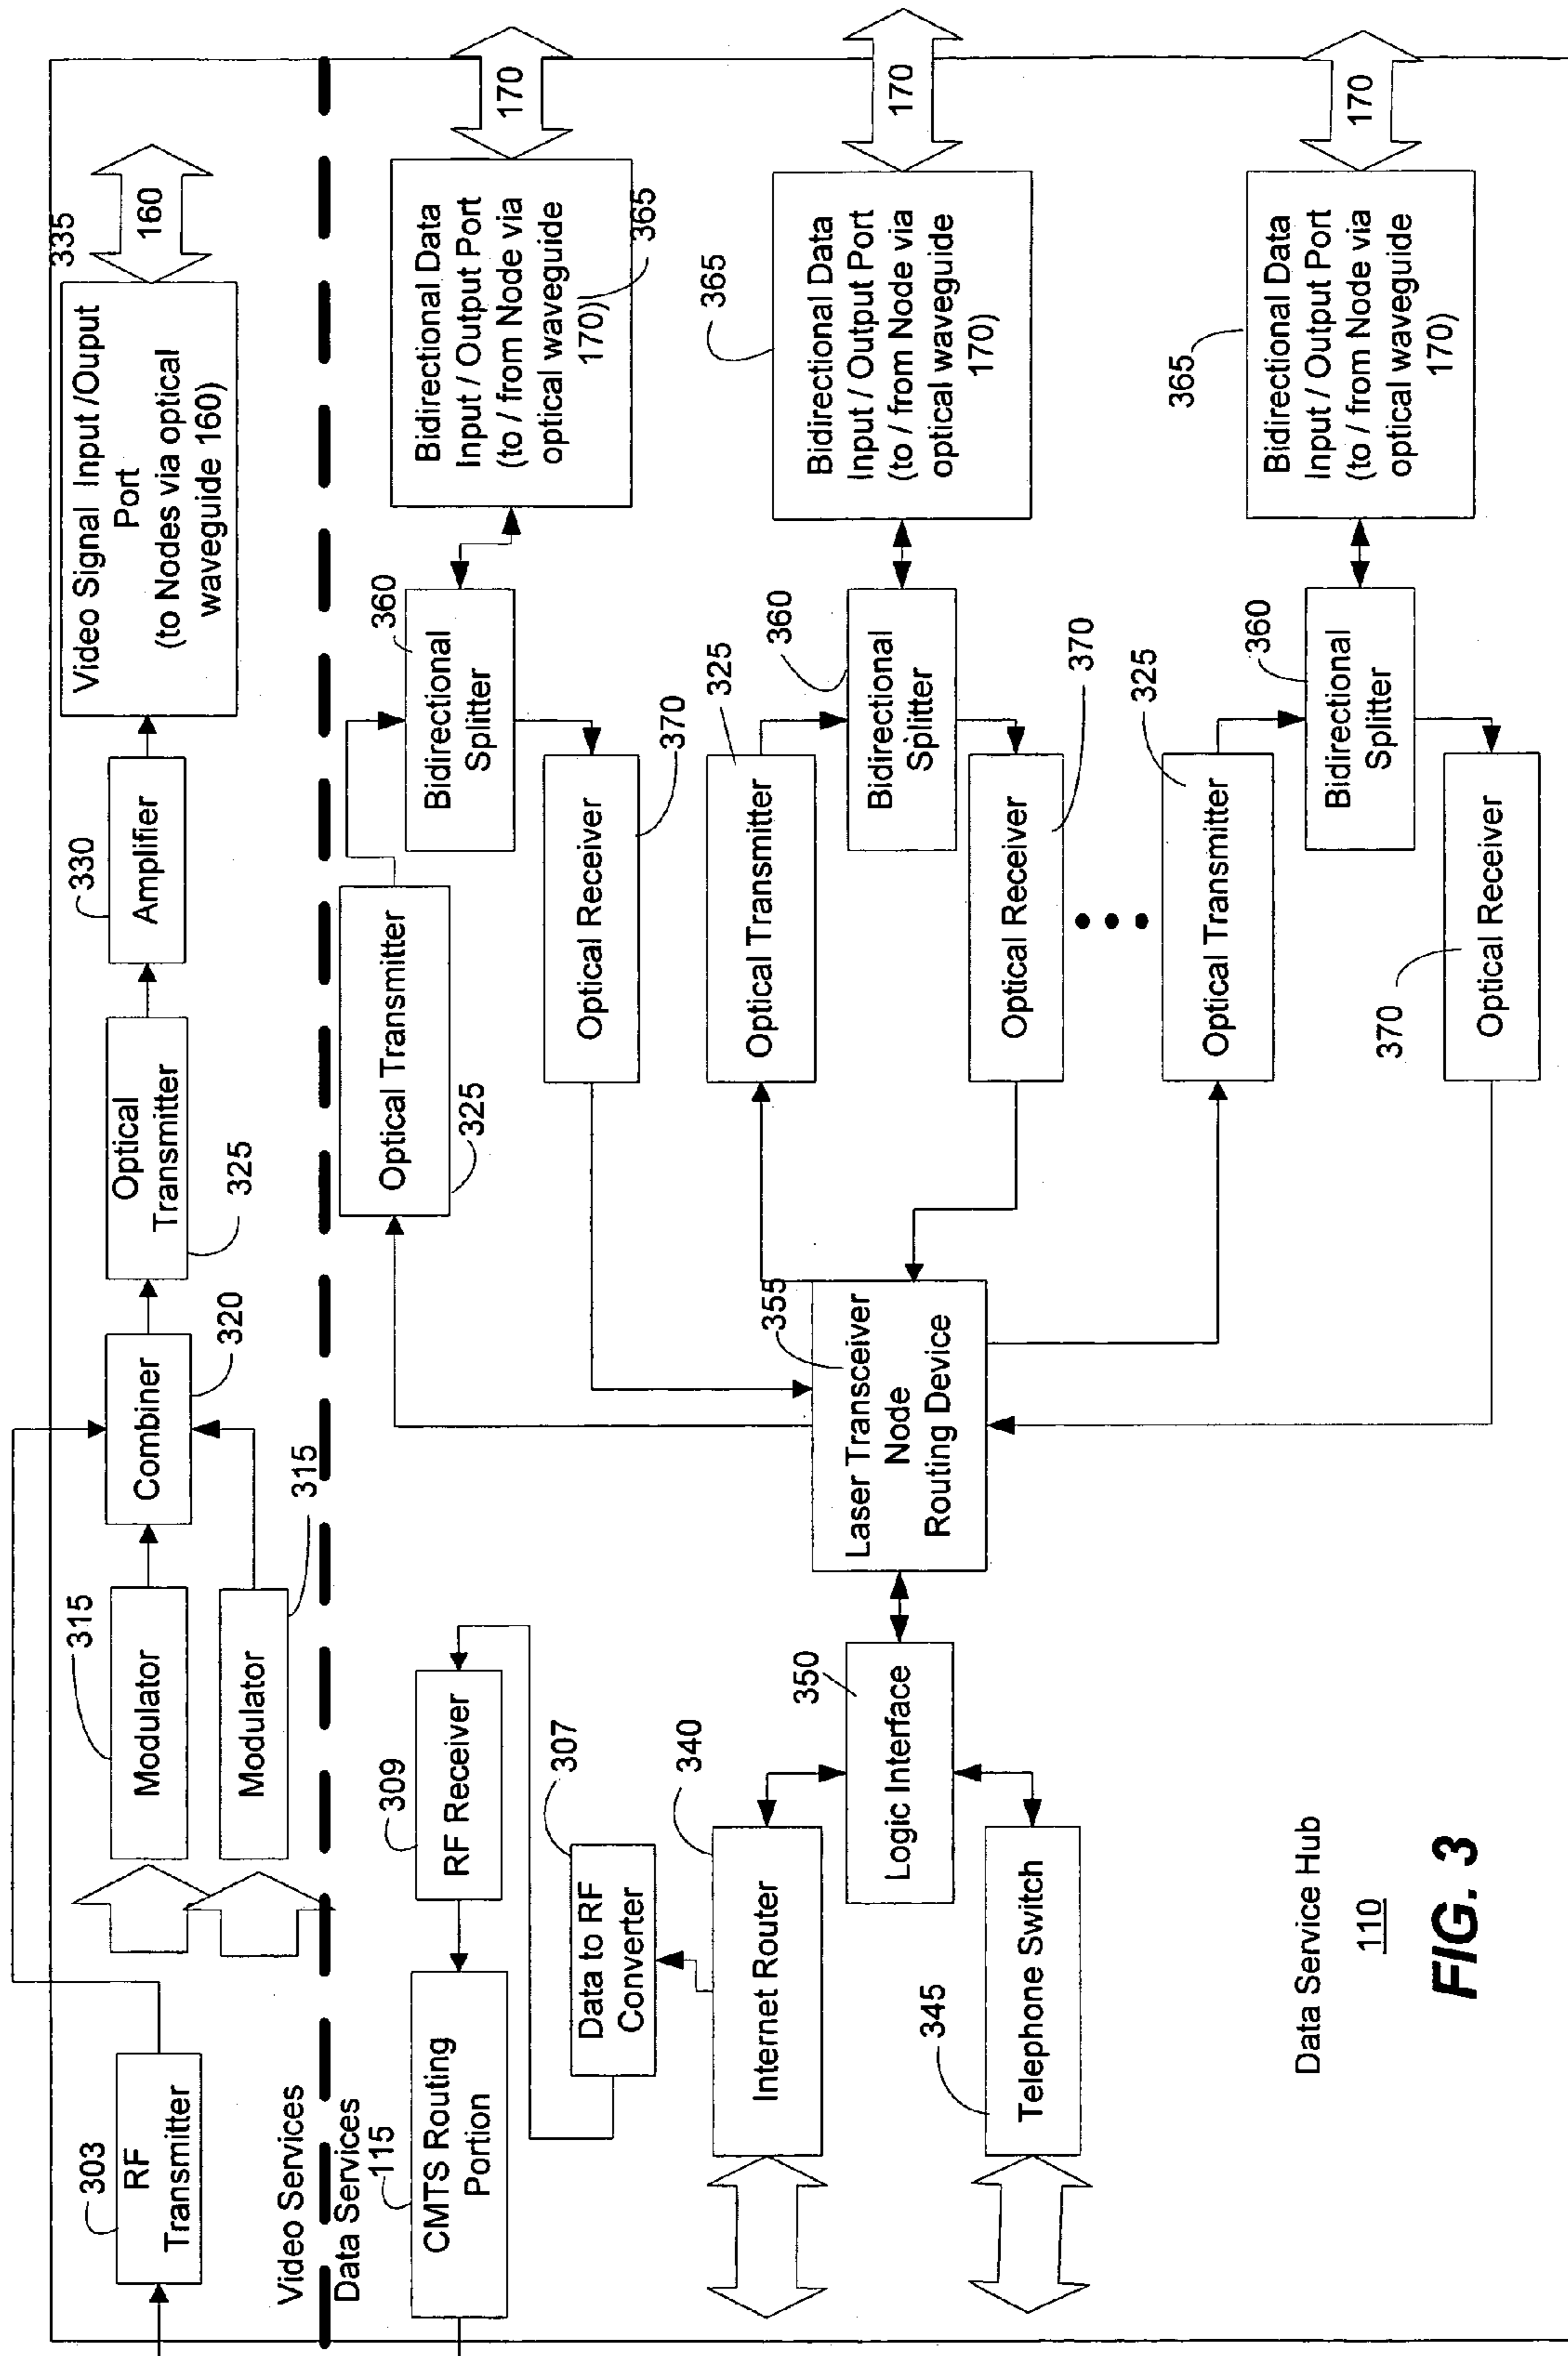 303
RF
Transmitter
315
Modulator
Modulator
315
Combiner
320
Optical
Transmitter
325
330
Amplifier
335
Video Signal Input /Ouput
Port
(to Nodes via optical
waveguide 160)
160
Video Services
Data Services
115
CMTS Routing
Portion
309
RF Receiver
307
Data to RF
Converter
340
Internet Router
345
Telephone Switch
350
Logic Interface
355
Laser Transceiver
Node
Routing Device
Optical Transmitter
325
360
Bidirectional
Splitter
Optical Receiver
370
Bidirectional Data
Input / Output Port
(to / from Node via
optical waveguide
170)
365
170
325
Optical Transmitter
360
Bidirectional
Splitter
Optical Receiver
370
365
Bidirectional Data
Input / Output Port
(to / from Node via
optical waveguide
170)
170
325
Optical Transmitter
360
Bidirectional
Splitter
370
Optical Receiver
365
Bidirectional Data
Input / Output Port
(to / from Node via
optical waveguide
170)
170
Data Service Hub
110
FIG. 3